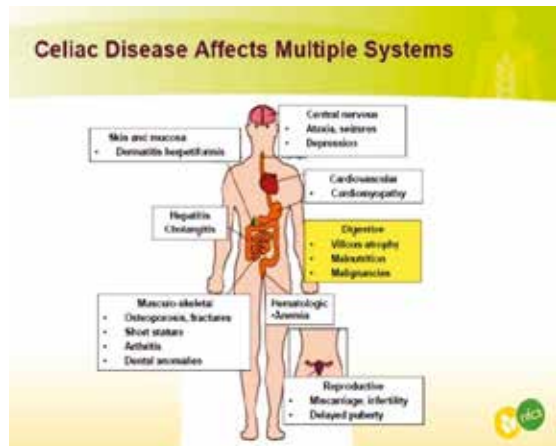 Celiac Disease Affects Multiple Systems
Central nervous
• Ataxia, seizures
• Depression
Skin and mucosa
• Dermatitis herpetiformis
Cardiovascular
• Cardiomyopathy
Hepatitis
Cholangitis
Digestive
• Villous atrophy
• Malnutrition
• Malignancies
Musculo-skeletal
• Osteoporosis, fractures
• Short stature
• Arthritis
• Dental anomalies
Hematologic
•Anemia
Reproductive
• Miscarriage, infertility
• Delayed puberty